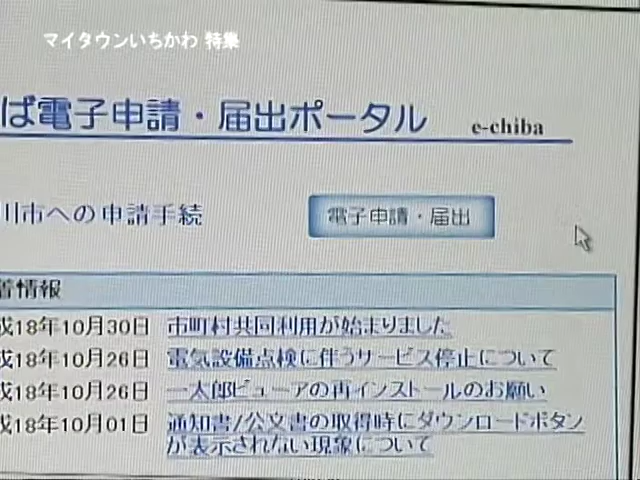 マイタウンいちかわ 特集
ば電子申請・届出ポータル e-chiba
川市への申請手続 電子申請・届出
着情報
成18年10月30日 市町村共同利用が始まりました
成18年10月26日 電気設備点検に伴うサービス停止について
成18年10月26日 一太郎ビューアの再インストールのお願い
成18年10月01日 通知書/公文書の取得時にダウンロードボタン
が表示されない現象について